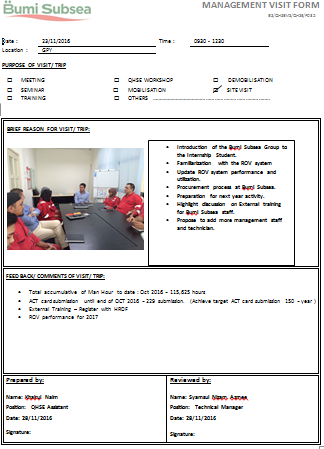 Bumi Subsea
MANAGEMENT VISIT FORM
Date : 23/11/2016 Time : 0930 - 1230
Location : GPY
PURPOSE OF VISIT/ TRIP
MEETING QHSE WORKSHOP DEMOBILISATION
SEMINAR MOBILISATION SITE VISIT
TRAINING OTHERS
BRIEF REASON FOR VISIT/ TRIP:
Introduction of the Bumi Subsea Group to
the Internship Student.
Familiarization with the ROV system
Update ROV system performance and
utilization.
Procurement process at Bumi Subsea.
Preparation for next year activity.
Highlight discussion on External training
for Bumi Subsea staff.
Propose to add more management staff
and technician.
FEED BACK/ COMMENTS OF VISIT/ TRIP:
Total accumulative of Man Hour to date : Oct 2016 – 115,625 hours
ACT card submission until end of OCT 2016 – 239 submission. (Achieve target ACT card submission 150 – year )
External Training – Register with HRDF
ROV performance for 2017
Prepared by: Reviewed by:
Name: Khairul Naim Name: Syamsul Nizam
Position: QHSE Assistant Position: Technical Manager
Date: 28/11/2016 Date: 28/11/2016
Signature: Signature: